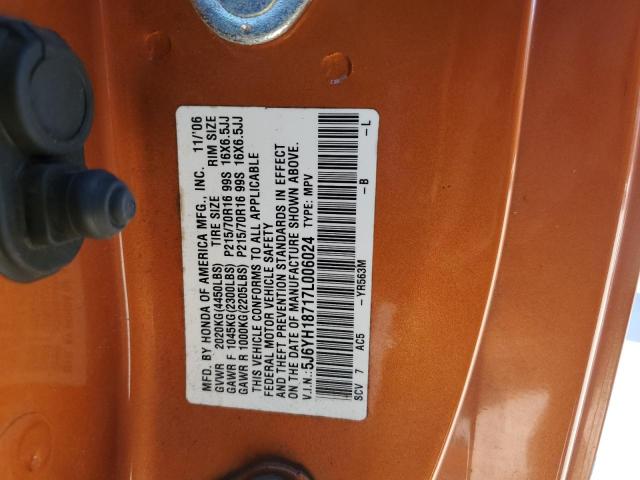 MFD. BY HONDA OF AMERICA MFG., INC. 11/'06
GVWR 2020KG(4450LBS) TIRE SIZE RIM SIZE
GAWR F 1045KG(2300LBS) P215/70R16 99S 16X6.5JJ
GAWR R 1000KG(2205LBS) P215/70R16 99S 16X6.5JJ
THIS VEHICLE CONFORMS TO ALL APPLICABLE
FEDERAL MOTOR VEHICLE SAFETY
AND THEFT PREVENTION STANDARDS IN EFFECT
ON THE DATE OF MANUFACTURE SHOWN ABOVE.
V.I.N.: 5J6YH18717L006024 TYPE: MPV
SCV 7 AC5 -YR563M -B -L